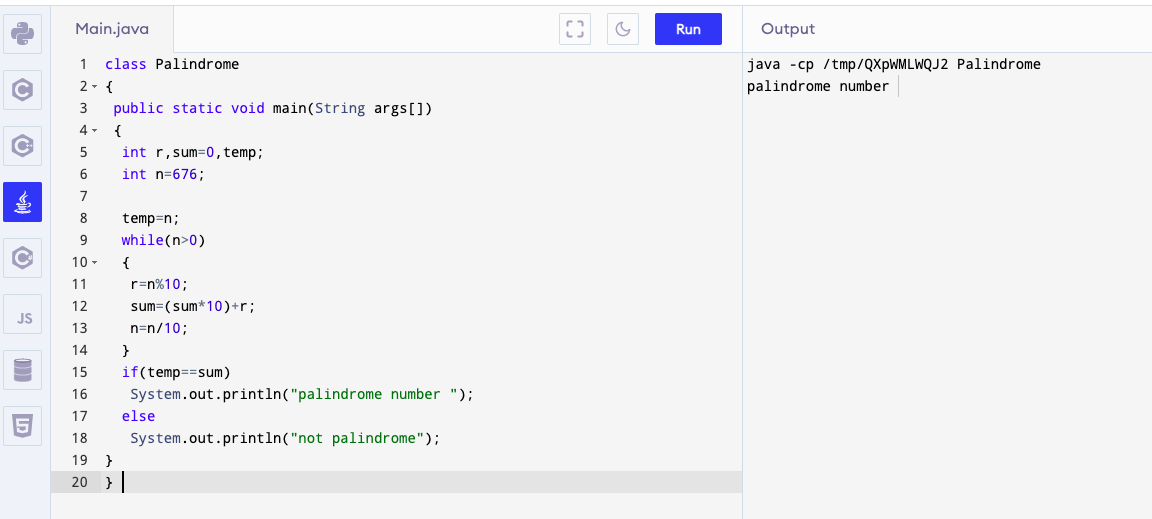 Main.java
Run
Output
1 class Palindrome
2 {
3 public static void main(String args[])
4 {
5 int r,sum=0,temp;
6 int n=676;
7
8 temp=n;
9 while(n>0)
10 {
11 r=n%10;
12 sum=(sum*10)+r;
13 n=n/10;
14 }
15 if(temp==sum)
16 System.out.println("palindrome number ");
17 else
18 System.out.println("not palindrome");
19 }
20 }
java -cp /tmp/QXpWMLWQJ2 Palindrome
palindrome number
C
C
C
JS
5